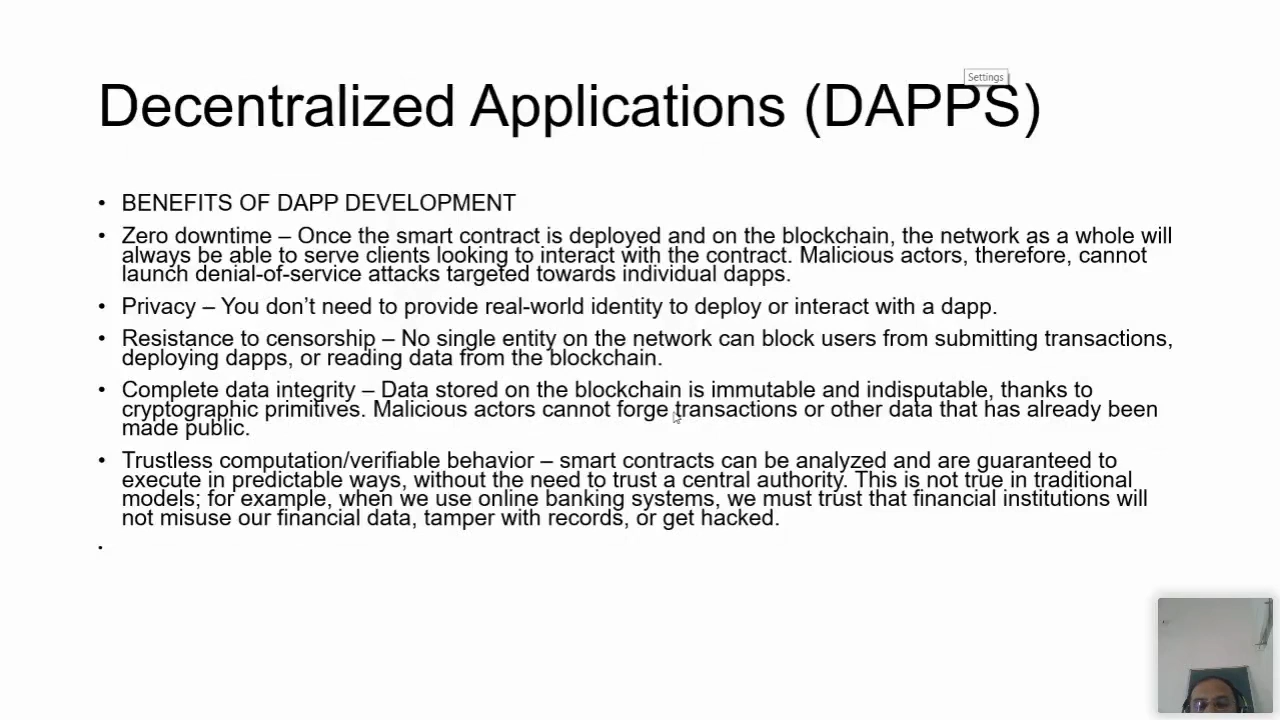 Settings
Decentralized Applications (DAPPS)
• BENEFITS OF DAPP DEVELOPMENT
• Zero downtime – Once the smart contract is deployed and on the blockchain, the network as a whole will
always be able to serve clients looking to interact with the contract. Malicious actors, therefore, cannot
launch denial-of-service attacks targeted towards individual dapps.
• Privacy – You don’t need to provide real-world identity to deploy or interact with a dapp.
• Resistance to censorship – No single entity on the network can block users from submitting transactions,
deploying dapps, or reading data from the blockchain.
• Complete data integrity – Data stored on the blockchain is immutable and indisputable, thanks to
cryptographic primitives. Malicious actors cannot forge transactions or other data that has already been
made public.
• Trustless computation/verifiable behavior – smart contracts can be analyzed and are guaranteed to
execute in predictable ways, without the need to trust a central authority. This is not true in traditional
models; for example, when we use online banking systems, we must trust that financial institutions will
not misuse our financial data, tamper with records, or get hacked.
•